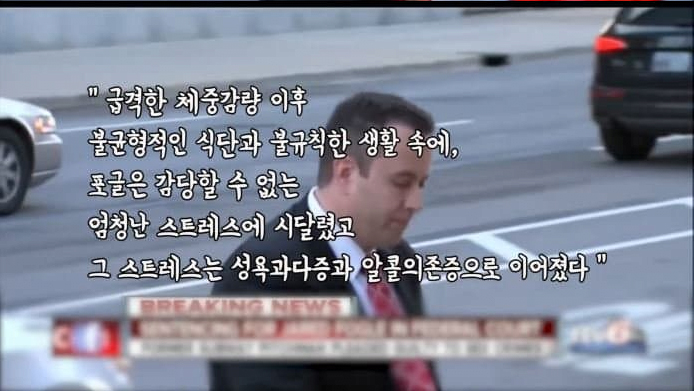 " 급격한 체중감량 이후
불균형적인 식단과 불규칙한 생활 속에,
포글은 감당할 수 없는
엄청난 스트레스에 시달렸고
그 스트레스는 성욕과다증과 알콜의존증으로 이어졌다 "
BREAKING NEWS
SENTENCING FOR JARED FOGLE IN FEDERAL COURT